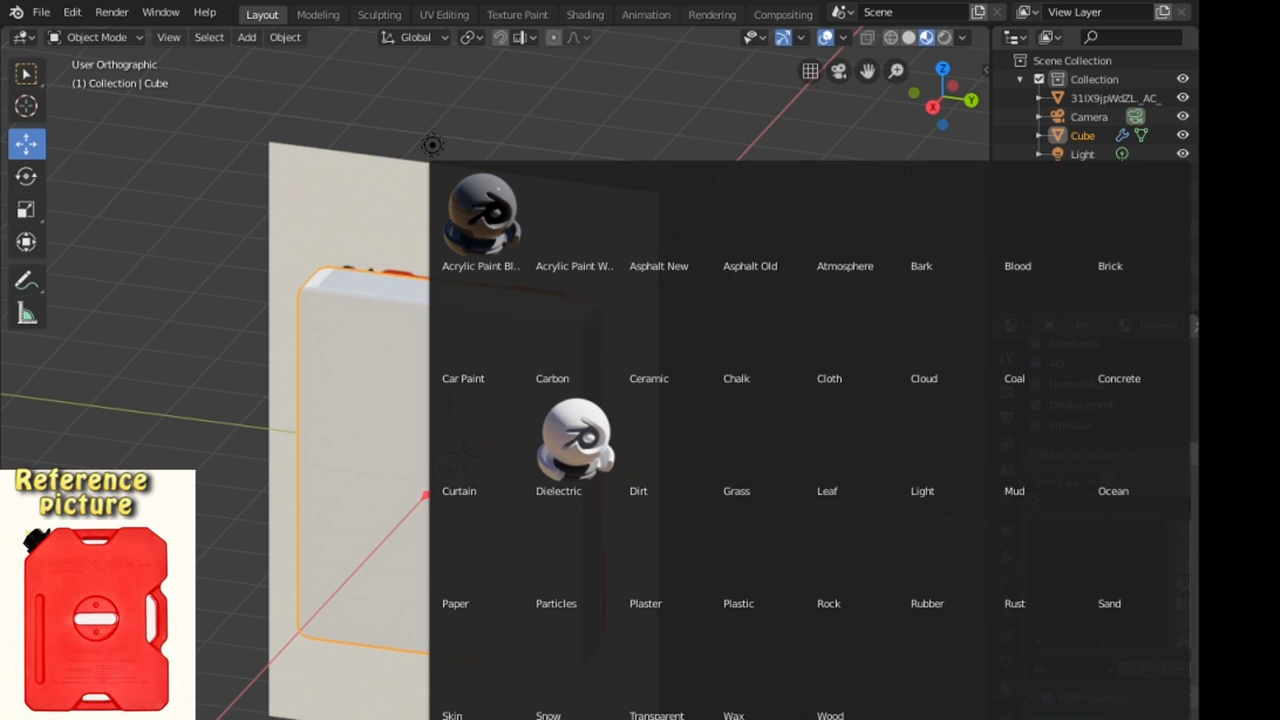 File Edit Render Window Help Layout Modeling Sculpting UV Editing Texture Paint Shading Animation Rendering Compositing Scene View Layer
Object Mode View Select Add Object Global
User Orthographic
(1) Collection | Cube
Scene Collection
Collection
31IX9jpWdZL_AC_
Camera
Cube
Light
Acrylic Paint Bl.. Acrylic Paint W.. Asphalt New Asphalt Old Atmosphere Bark Blood Brick
Roughness
AO
Displacement
Emissive
Car Paint Carbon Ceramic Chalk Cloth Cloud Coal Concrete
Curtain Dielectric Dirt Grass Leaf Light Mud Ocean
Paper Particles Plaster Plastic Rock Rubber Rust Sand
Skin Snow Transparent Wax Wood
Reference
picture